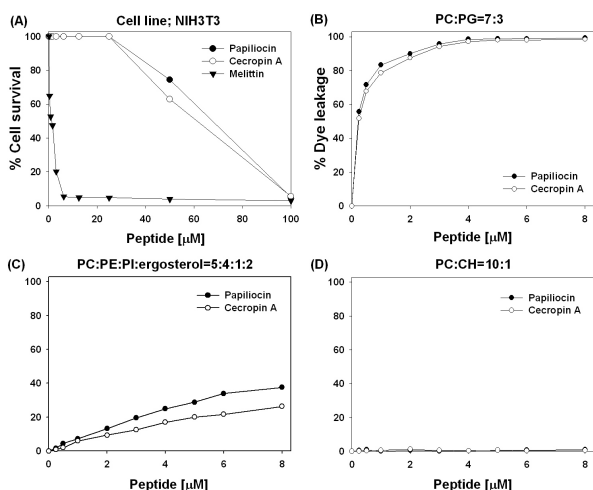 (A) Cell line; NIH3T3
% Cell survival
100
80
60
40
20
0
Papiliocin
Cecropin A
Melittin
0 20 40 60 80 100
Peptide [μM]
(B) PC:PG=7:3
% Dye leakage
100
80
60
40
20
0
Papiliocin
Cecropin A
0 2 4 6 8
Peptide [μM]
(C) PC:PE:PI:ergosterol=5:4:1:2
100
80
60
40
20
0
Papiliocin
Cecropin A
0 2 4 6 8
Peptide [μM]
(D) PC:CH=10:1
100
80
60
40
20
0
Papiliocin
Cecropin A
0 2 4 6 8
Peptide [μM]